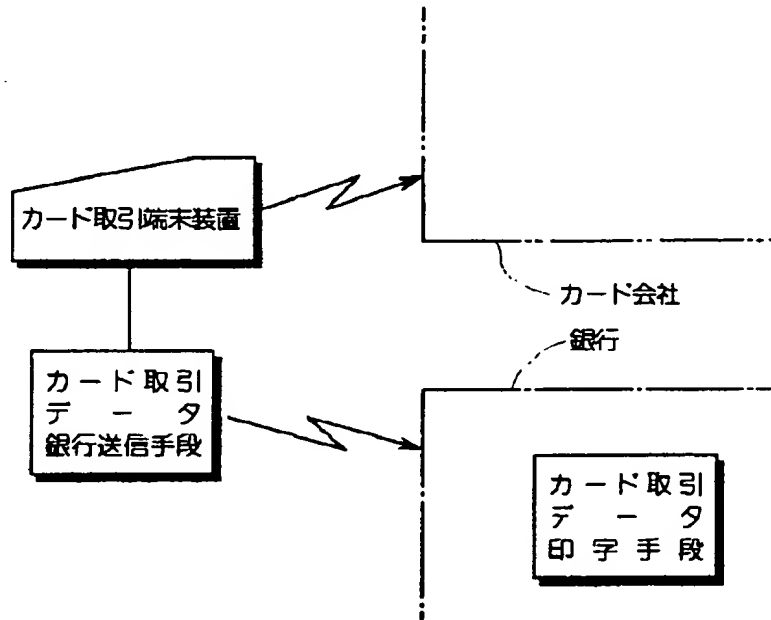 カード取引端末装置
カード会社
銀行
カード取引
データ
銀行送信手段
カード取引
データ
印字手段